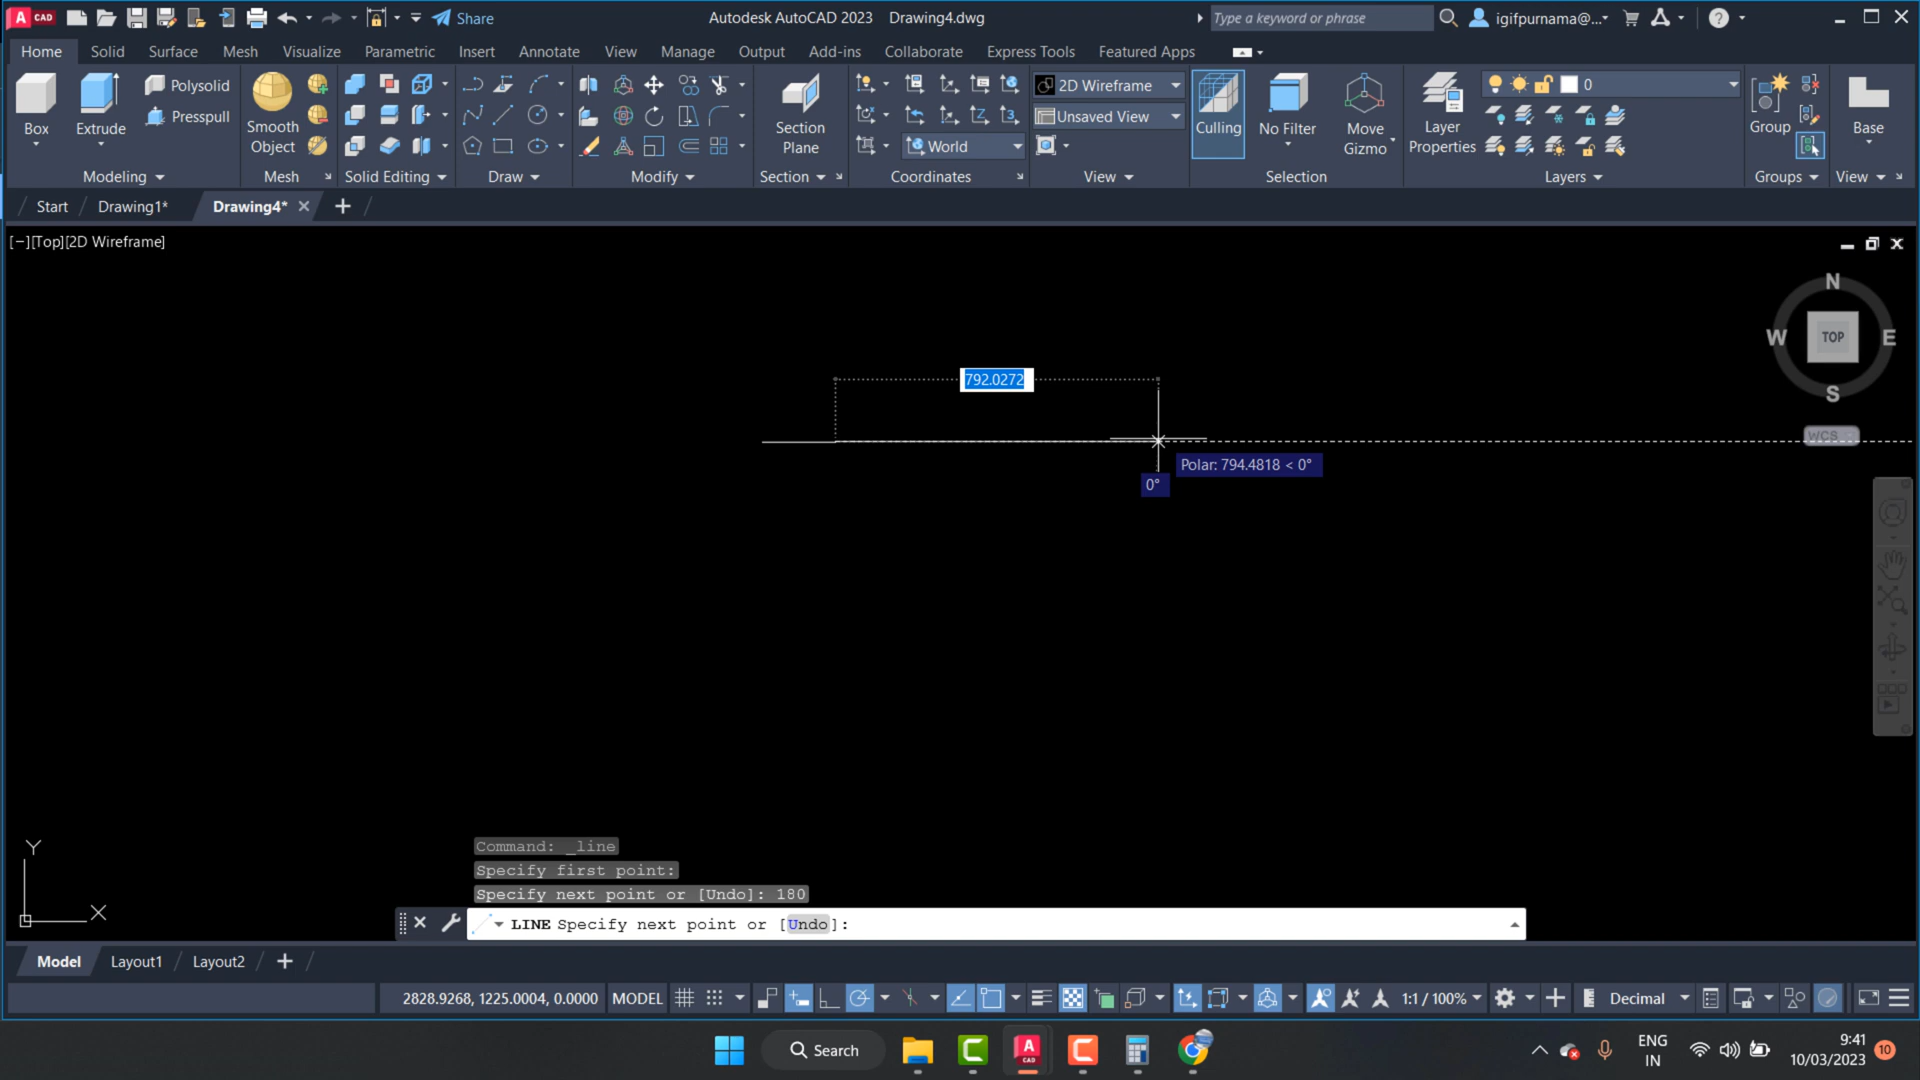 CAD
Share
Autodesk AutoCAD 2023 Drawing4.dwg
Type a keyword or phrase
igifpurnama@...
Home Solid Surface Mesh Visualize Parametric Insert Annotate View Manage Output Add-ins Collaborate Express Tools Featured Apps
Box
Extrude
Polysolid
Presspull
Modeling
Smooth
Object
Mesh
Solid Editing
Draw
Modify
Section
Plane
Section
World
Coordinates
2D Wireframe
Unsaved View
View
Culling
No Filter
Move
Gizmo
Selection
Layer
Properties
0
Layers
Group
Groups
Base
View
Start
Drawing1*
Drawing4*
[−][Top][2D Wireframe]
N
W
TOP
E
S
WCS
792.0272
Polar: 794.4818 < 0°
0°
Y
X
Command: _line
Specify first point:
Specify next point or [Undo]: 180
LINE Specify next point or [Undo]:
Model Layout1 Layout2
2828.9268, 1225.0004, 0.0000 MODEL
1:1 / 100%
Decimal
Search
A
CAD
ENG
IN
9:41
10/03/2023
10